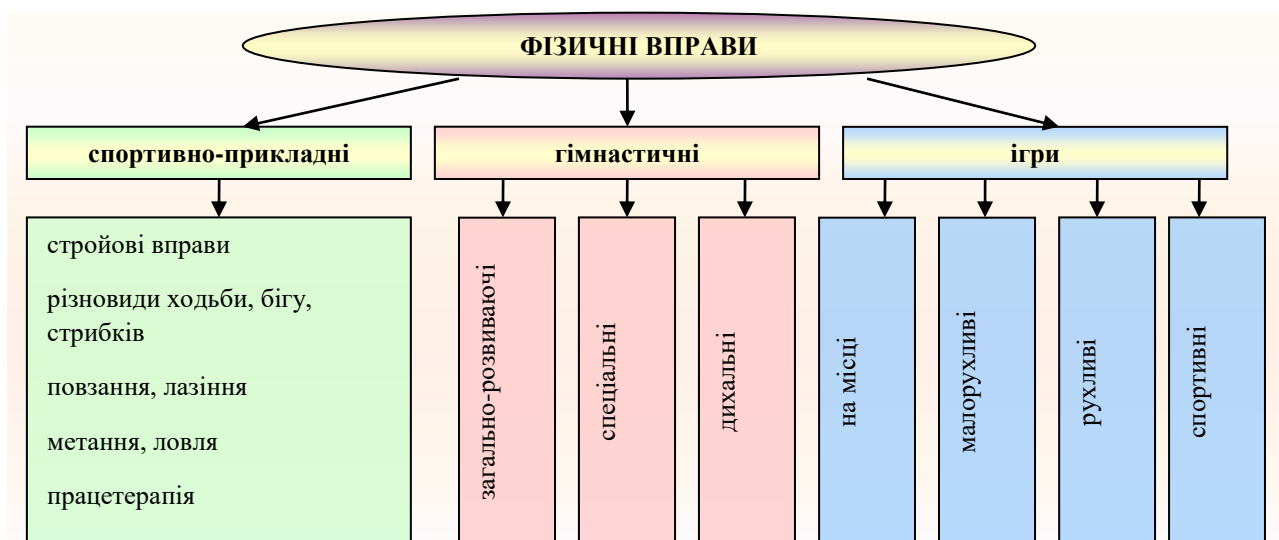 ФІЗИЧНІ ВПРАВИ
спортивно-прикладні
гімнастичні
ігри
стройові вправи
різновиди ходьби, бігу,
стрибків
повзання, лазіння
метання, ловля
працетерапія
загально-розвиваючі
спеціальні
дихальні
на місці
малорухливі
рухливі
спортивні